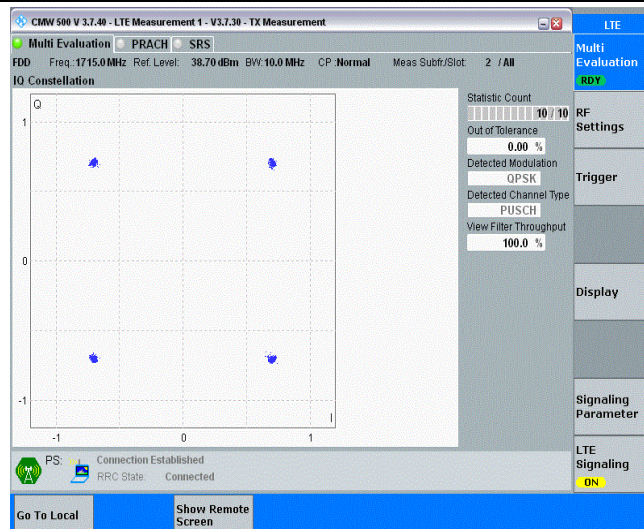 CMW 500 V 3.7.40 - LTE Measurement 1 - V3.7.30 - TX Measurement
LTE
Multi Evaluation PRACH SRS
Multi
Evaluation
RDY
FDD Freq.:1715.0 MHz Ref. Level: 38.70 dBm BW:10.0 MHz CP :Normal Meas Subfr./Slot: 2 / All
IQ Constellation
Q
1
0
-1
-1 0 1
I
Statistic Count
10 / 10
Out of Tolerance
0.00 %
Detected Modulation
QPSK
Detected Channel Type
PUSCH
View Filter Throughput
100.0 %
RF
Settings
Trigger
Display
Signaling
Parameter
LTE
Signaling
ON
PS: Connection Established
RRC State: Connected
Go To Local
Show Remote
Screen